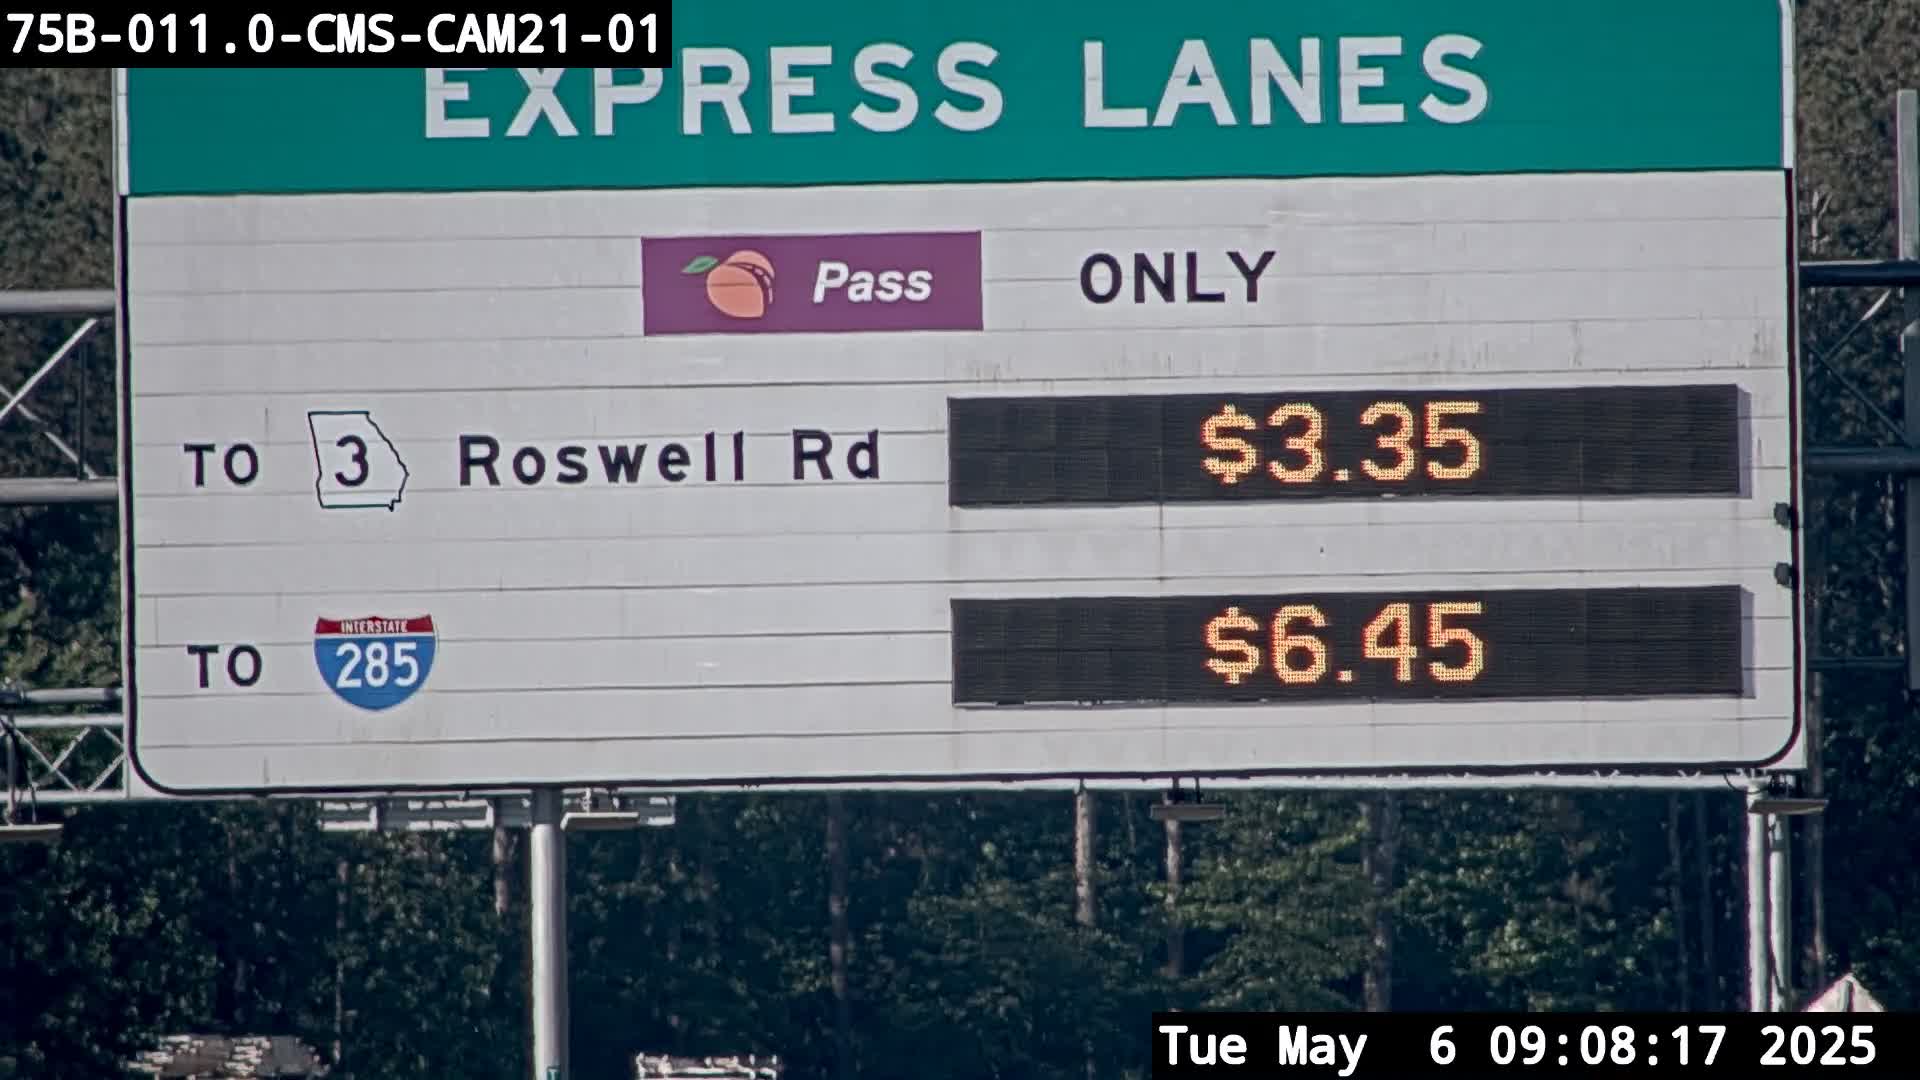 75B-011.0-CMS-CAM21-01
EXPRESS LANES
Pass ONLY
TO 3 Roswell Rd $3.35
INTERSTATE
TO 285 $6.45
Tue May 6 09:08:17 2025